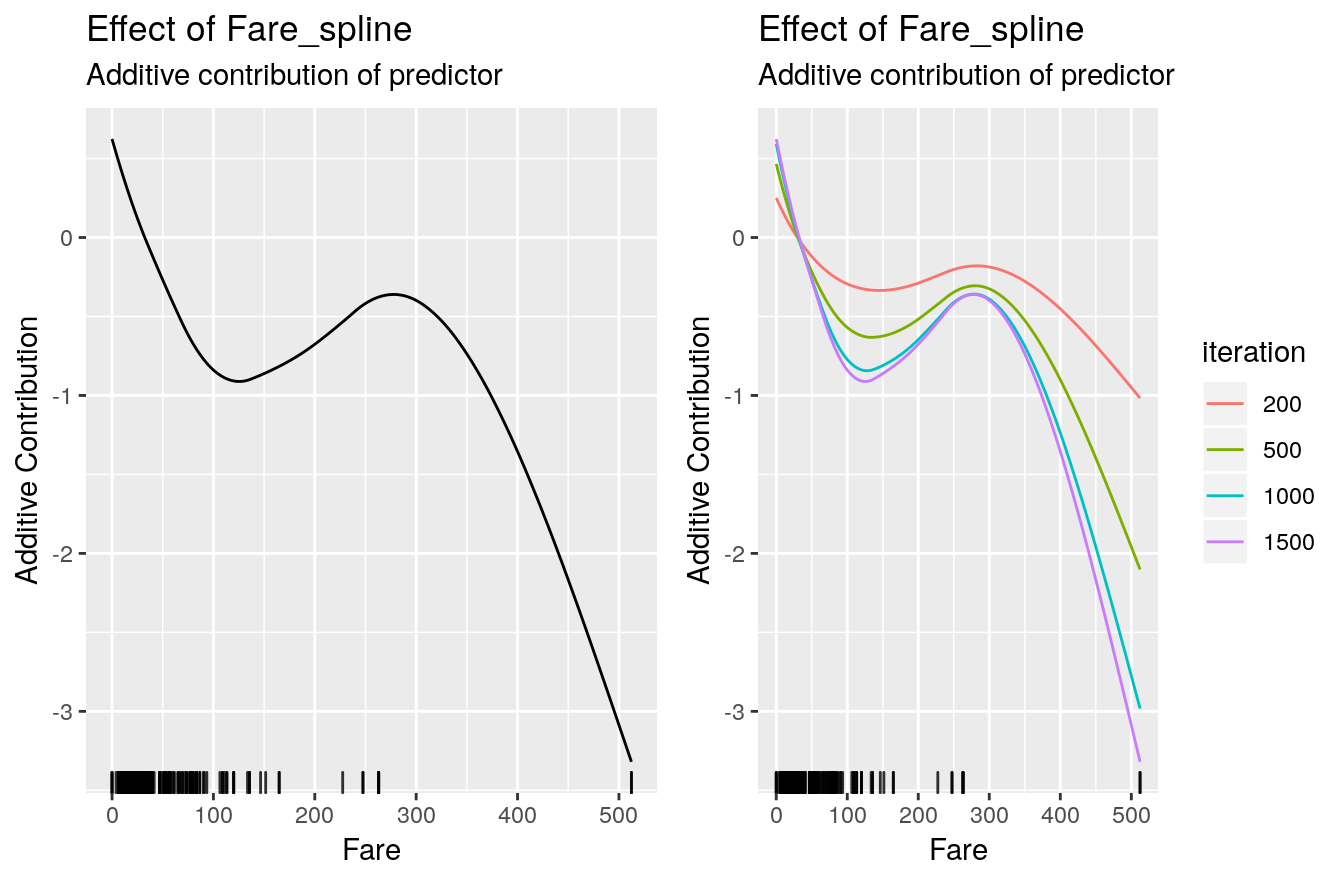 Effect of Fare_spline
Additive contribution of predictor
Additive Contribution
0
-1
-2
-3
0 100 200 300 400 500
Fare
Effect of Fare_spline
Additive contribution of predictor
Additive Contribution
0
-1
-2
-3
0 100 200 300 400 500
Fare
iteration
200
500
1000
1500